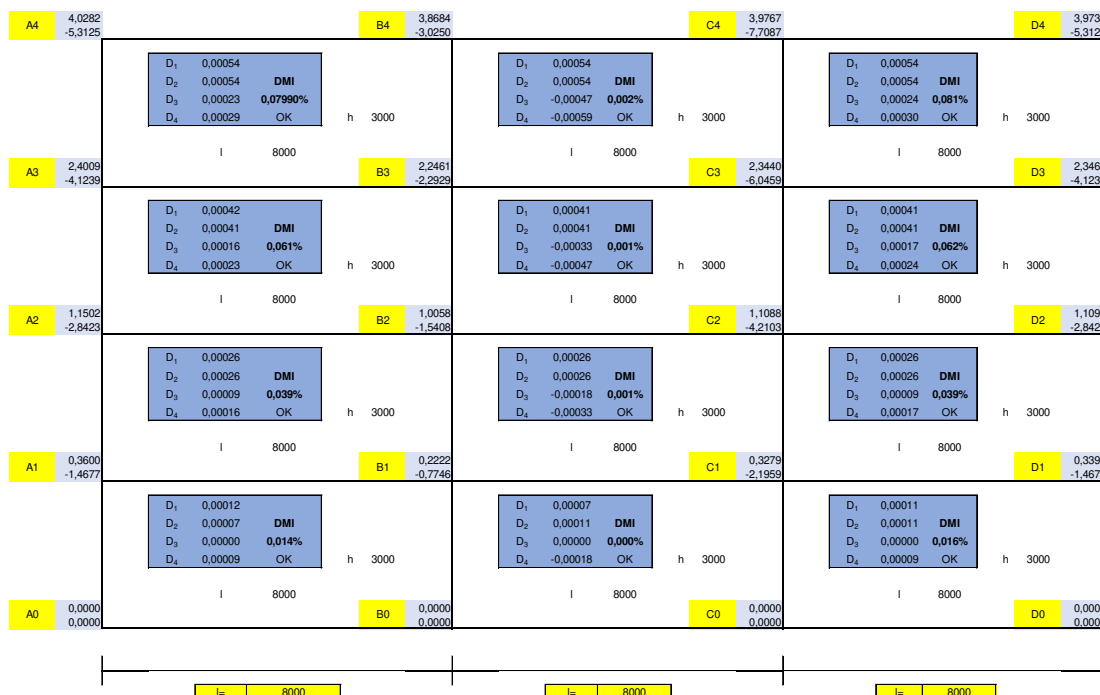 A4 4,0282 B4 3,8684 C4 3,9767 D4 3,973
-5,3125 -3,0250 -7,7087 -5,312
D1 0,00054 D1 0,00054 D1 0,00054
D2 0,00054 DMI D2 0,00054 DMI D2 0,00054 DMI
D3 0,00023 0,07990% D3 -0,00047 0,002% D3 0,00024 0,081%
D4 0,00029 OK h 3000 D4 -0,00059 OK h 3000 D4 0,00030 OK h 3000
l 8000 l 8000 l 8000
A3 2,4009 B3 2,2461 C3 2,3440 D3 2,346
-4,1239 -2,2929 -6,0459 -4,123
D1 0,00042 D1 0,00041 D1 0,00041
D2 0,00041 DMI D2 0,00041 DMI D2 0,00041 DMI
D3 0,00016 0,061% D3 -0,00033 0,001% D3 0,00017 0,062%
D4 0,00023 OK h 3000 D4 -0,00047 OK h 3000 D4 0,00024 OK h 3000
l 8000 l 8000 l 8000
A2 1,1502 B2 1,0058 C2 1,1088 D2 1,109
-2,8423 -1,5408 -4,2103 -2,842
D1 0,00026 D1 0,00026 D1 0,00026
D2 0,00026 DMI D2 0,00026 DMI D2 0,00026 DMI
D3 0,00009 0,039% D3 -0,00018 0,001% D3 0,00009 0,039%
D4 0,00016 OK h 3000 D4 -0,00033 OK h 3000 D4 0,00017 OK h 3000
l 8000 l 8000 l 8000
A1 0,3600 B1 0,2222 C1 0,3279 D1 0,339
-1,4677 -0,7746 -2,1959 -1,467
D1 0,00012 D1 0,00007 D1 0,00011
D2 0,00007 DMI D2 0,00011 DMI D2 0,00011 DMI
D3 0,00000 0,014% D3 0,00000 0,000% D3 0,00000 0,016%
D4 0,00009 OK h 3000 D4 -0,00018 OK h 3000 D4 0,00009 OK h 3000
l 8000 l 8000 l 8000
A0 0,0000 B0 0,0000 C0 0,0000 D0 0,000
0,0000 0,0000 0,0000 0,000
l= 8000 l= 8000 l= 8000